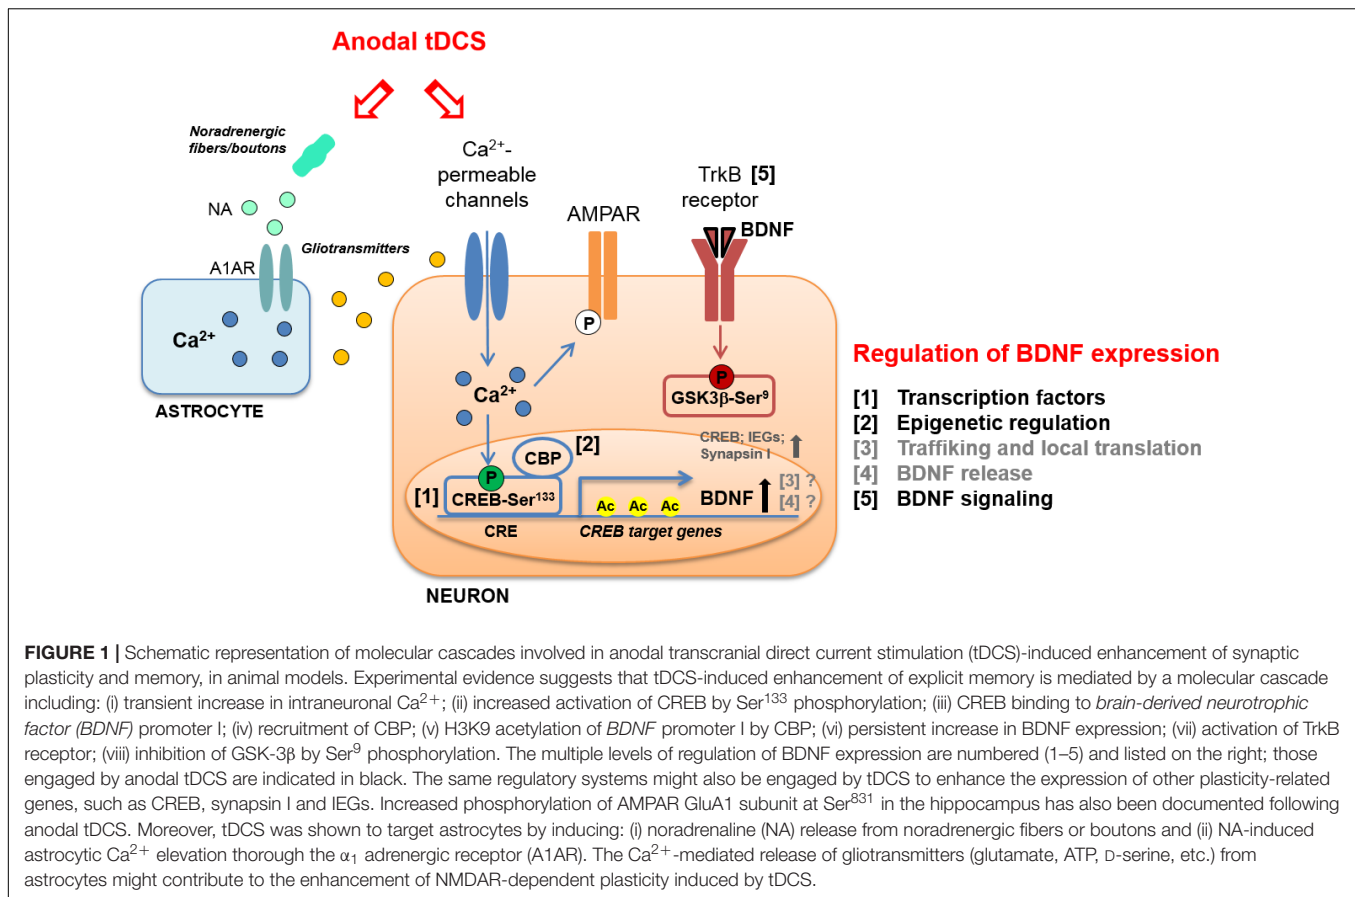 Anodal tDCS
Noradrenergic
fibers/boutons
Ca²⁺-
permeable
channels
TrkB [5]
receptor
NA
AMPAR
BDNF
Gliotransmitters
A1AR
P
Ca²⁺
ASTROCYTE
Ca²⁺
P
GSK3β-Ser⁹
CREB; IEGs;
Synapsin I
[2]
CBP
P
[1]
CREB-Ser¹³³
Ac Ac Ac
BDNF
[3] ?
[4] ?
CRE
CREB target genes
NEURON
Regulation of BDNF expression
[1] Transcription factors
[2] Epigenetic regulation
[3] Traffiking and local translation
[4] BDNF release
[5] BDNF signaling
FIGURE 1 | Schematic representation of molecular cascades involved in anodal transcranial direct current stimulation (tDCS)-induced enhancement of synaptic
plasticity and memory, in animal models. Experimental evidence suggests that tDCS-induced enhancement of explicit memory is mediated by a molecular cascade
including: (i) transient increase in intraneuronal Ca²⁺; (ii) increased activation of CREB by Ser¹³³ phosphorylation; (iii) CREB binding to brain-derived neurotrophic
factor (BDNF) promoter I; (iv) recruitment of CBP; (v) H3K9 acetylation of BDNF promoter I by CBP; (vi) persistent increase in BDNF expression; (vii) activation of TrkB
receptor; (viii) inhibition of GSK-3β by Ser⁹ phosphorylation. The multiple levels of regulation of BDNF expression are numbered (1–5) and listed on the right; those
engaged by anodal tDCS are indicated in black. The same regulatory systems might also be engaged by tDCS to enhance the expression of other plasticity-related
genes, such as CREB, synapsin I and IEGs. Increased phosphorylation of AMPAR GluA1 subunit at Ser⁸³¹ in the hippocampus has also been documented following
anodal tDCS. Moreover, tDCS was shown to target astrocytes by inducing: (i) noradrenaline (NA) release from noradrenergic fibers or boutons and (ii) NA-induced
astrocytic Ca²⁺ elevation thorough the α₁ adrenergic receptor (A1AR). The Ca²⁺-mediated release of gliotransmitters (glutamate, ATP, D-serine, etc.) from
astrocytes might contribute to the enhancement of NMDAR-dependent plasticity induced by tDCS.